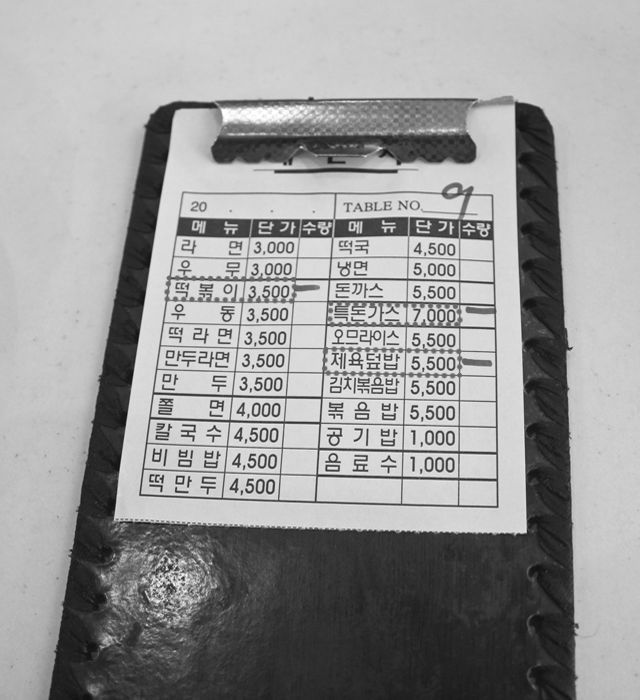 20 . . . TABLE NO. 9
메 뉴 단 가 수량 메 뉴 단 가 수량
라 면 3,000 떡국 4,500
우 무 3,000 냉면 5,000
떡 볶 이 3,500 돈까스 5,500
우 동 3,500 특돈가스 7,000
떡 라 면 3,500 오므라이스 5,500
만두라면 3,500 제육덮밥 5,500
만 두 3,500 김치볶음밥 5,500
쫄 면 4,000 볶 음 밥 5,500
칼 국 수 4,500 공 기 밥 1,000
비 빔 밥 4,500 음 료 수 1,000
떡 만 두 4,500